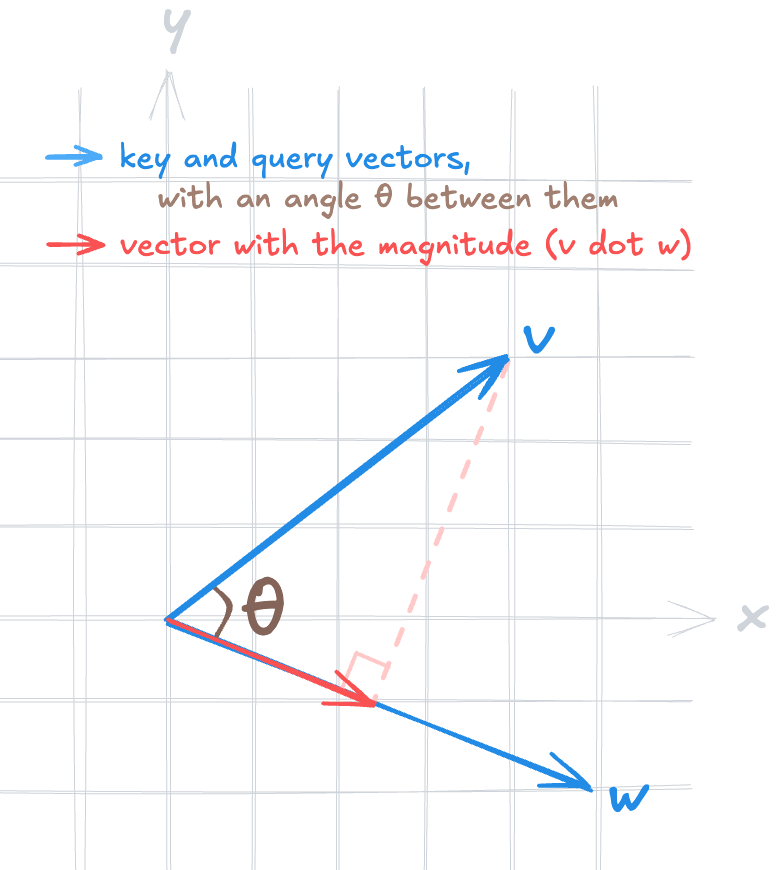 y
key and query vectors,
with an angle θ between them
vector with the magnitude (v dot w)
v
θ
x
w